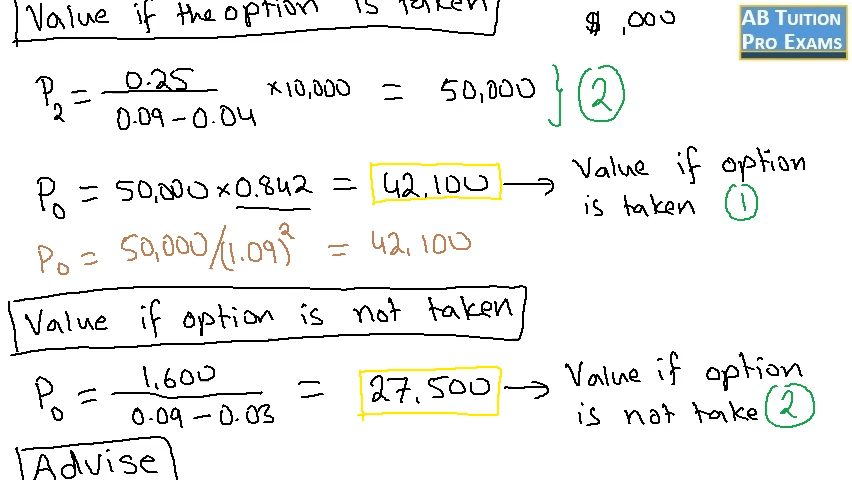 Value if the option is taken
$ ,000
AB TUITION
PRO EXAMS
P2 = 0.25 / 0.09 - 0.04 × 10,000 = 50,000 } 2
P0 = 50,000 × 0.842 = 42,100 → Value if option
is taken 1
P0 = 50,000/(1.09)² = 42,100
Value if option is not taken
P0 = 1,600 / 0.09 - 0.03 = 27,500 → Value if option
is not take 2
Advise